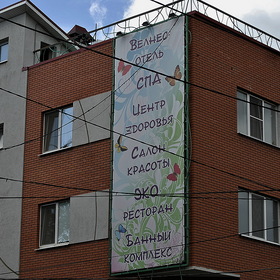 Велнес-
отель
СПА
Центр
здоровья
Салон
красоты
ЭКО
ресторан
Банный
комплекс